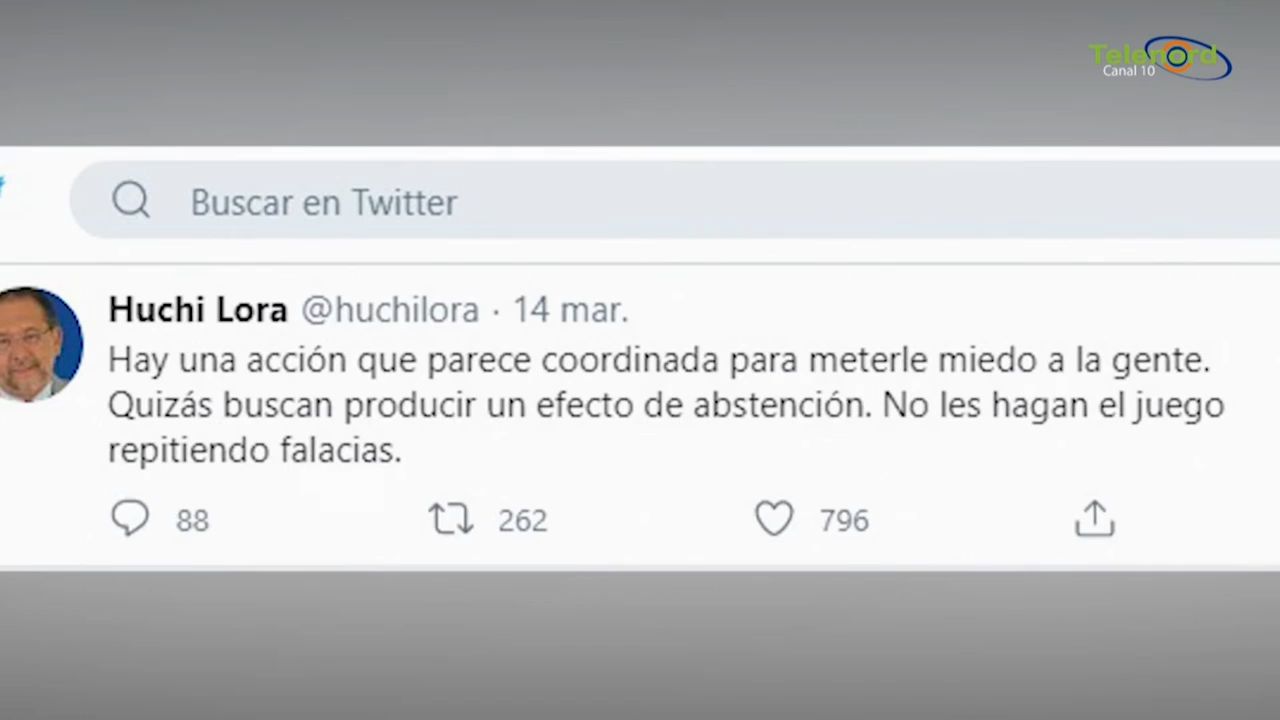 Telenord
Canal 10
Buscar en Twitter
Huchi Lora @huchilora · 14 mar.
Hay una acción que parece coordinada para meterle miedo a la gente.
Quizás buscan producir un efecto de abstención. No les hagan el juego
repitiendo falacias.
88 262 796